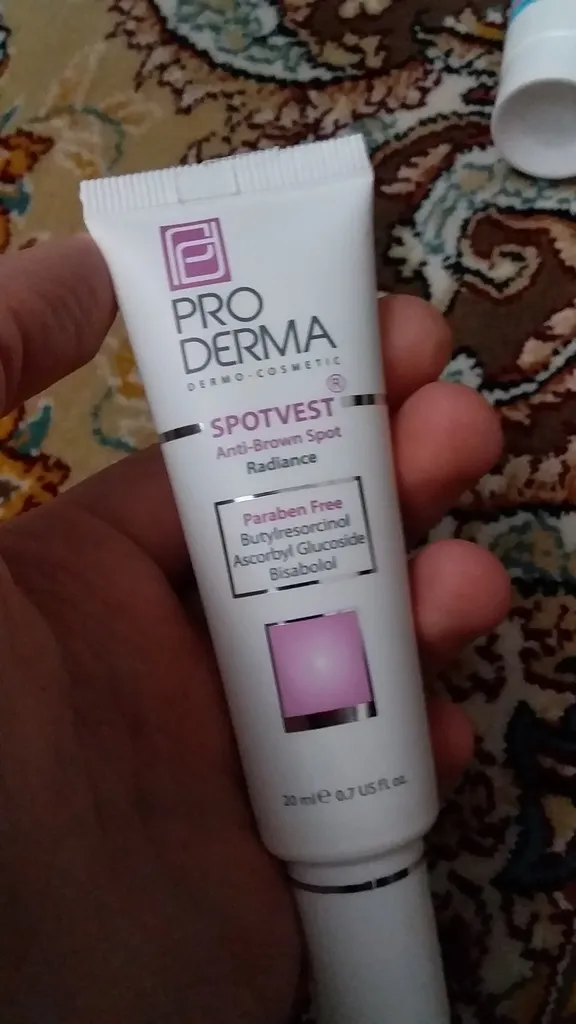 PRO
DERMA
DERMO-COSMETIC
®
SPOTVEST
Anti-Brown Spot
Radiance
Paraben Free
Butylresorcinol
Ascorbyl Glucoside
Bisabolol
20 ml ℮ 0.7 US fl. oz.